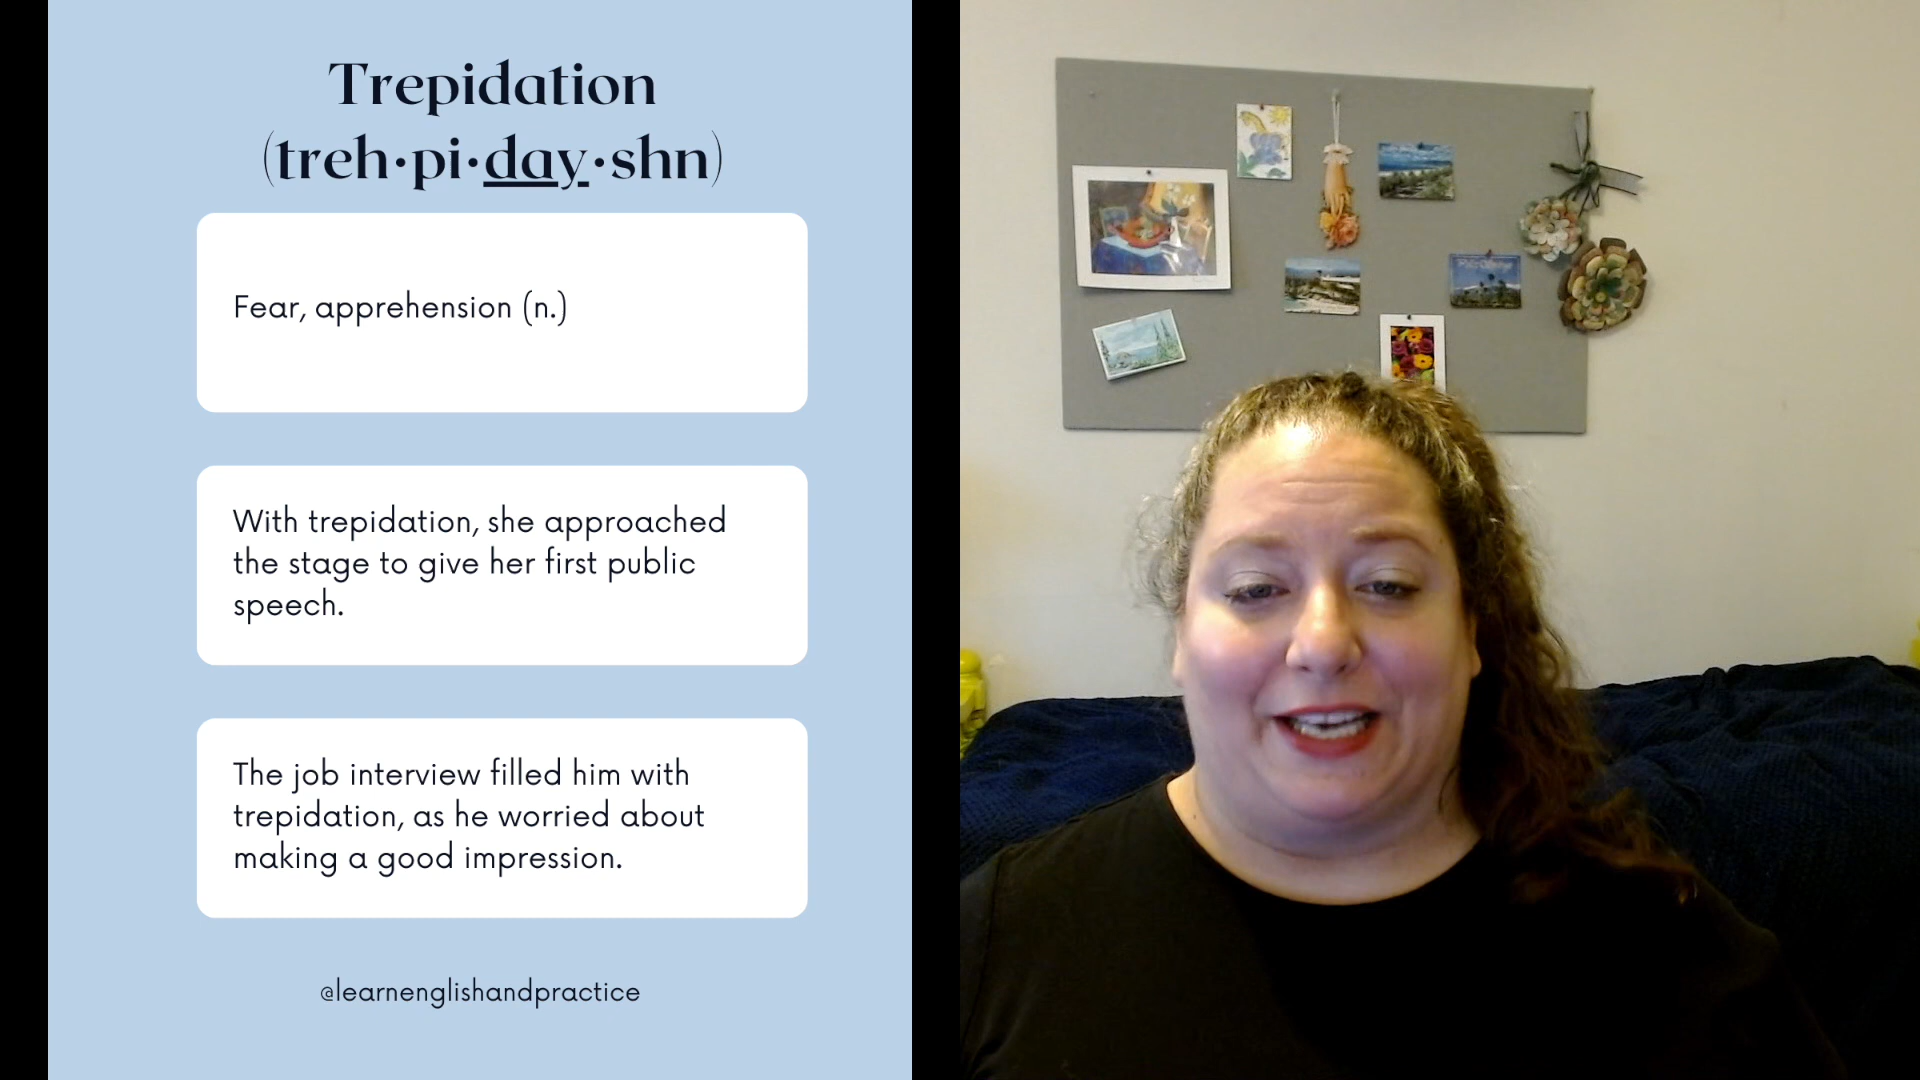 Trepidation
(treh·pi·day·shn)
Fear, apprehension (n.)
With trepidation, she approached
the stage to give her first public
speech.
The job interview filled him with
trepidation, as he worried about
making a good impression.
@learnenglishandpractice